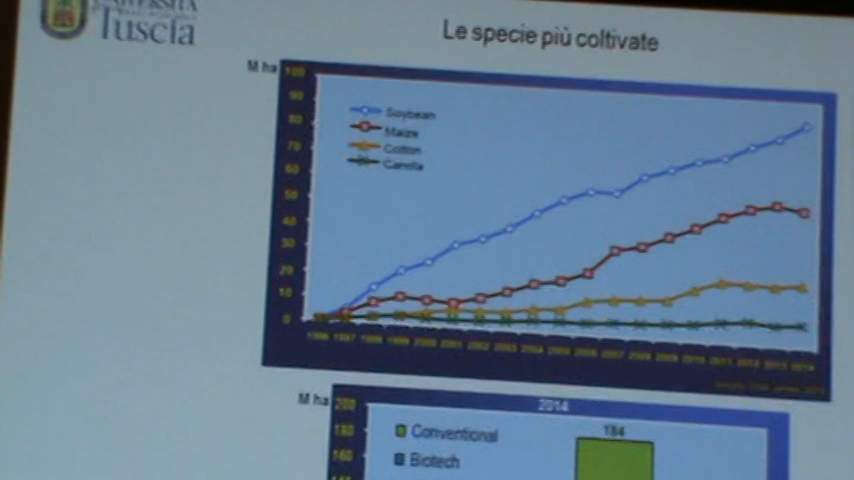 UNIVERSITÀ
Tuscia
Le specie più coltivate
M ha
100
90
80
70
60
50
40
30
20
10
0
Soybean
Maize
Cotton
Canola
1996 1997 1998 1999 2000 2001 2002 2003 2004 2005 2006 2007 2008 2009 2010 2011 2012 2013 2014
M ha
200
180
160
2014
184
Conventional
Biotech